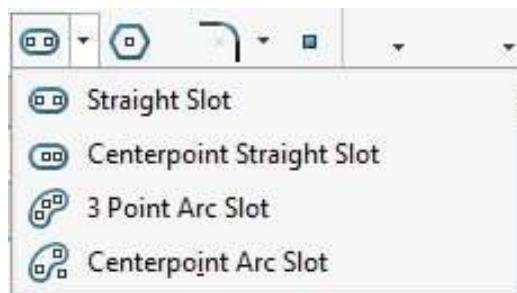 Straight Slot
Centerpoint Straight Slot
3 Point Arc Slot
Centerpoint Arc Slot